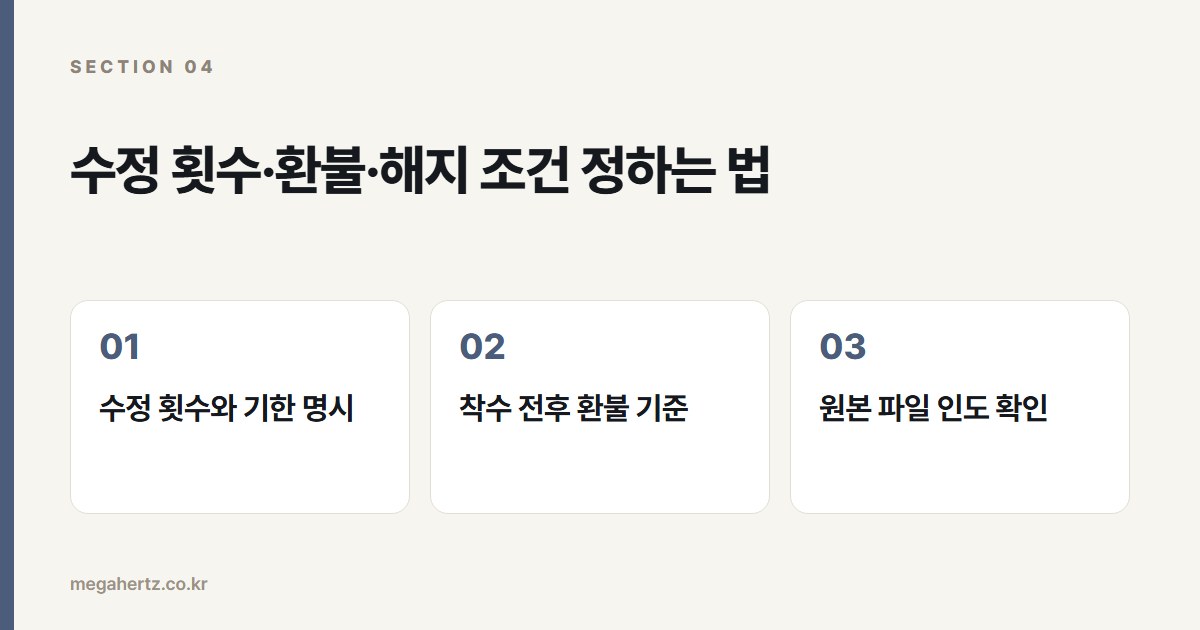 SECTION 04
수정 횟수·환불·해지 조건 정하는 법
01
수정 횟수와 기한 명시
02
착수 전후 환불 기준
03
원본 파일 인도 확인
megahertz.co.kr